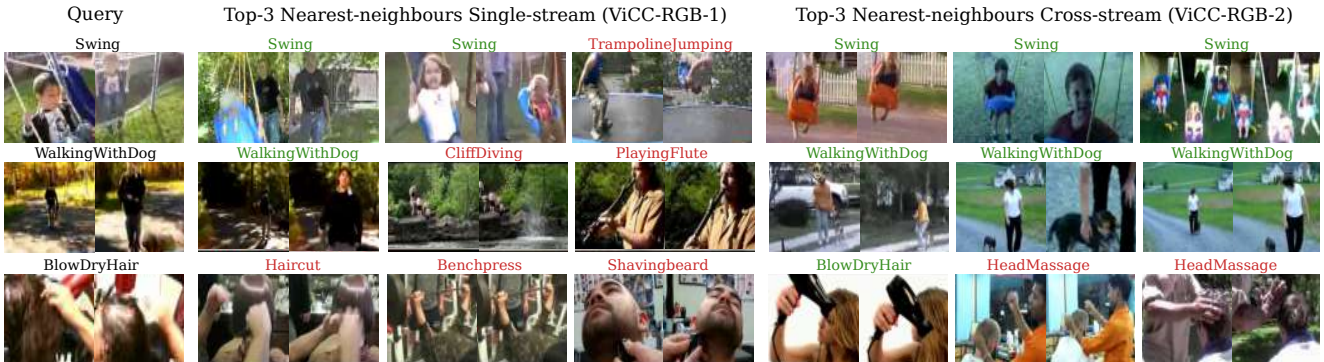 Query Top-3 Nearest-neighbours Single-stream (ViCC-RGB-1) Top-3 Nearest-neighbours Cross-stream (ViCC-RGB-2)
Swing Swing Swing TrampolineJumping Swing Swing Swing
WalkingWithDog WalkingWithDog CliffDiving PlayingFlute WalkingWithDog WalkingWithDog WalkingWithDog
BlowDryHair Haircut Benchpress Shavingbeard BlowDryHair HeadMassage HeadMassage